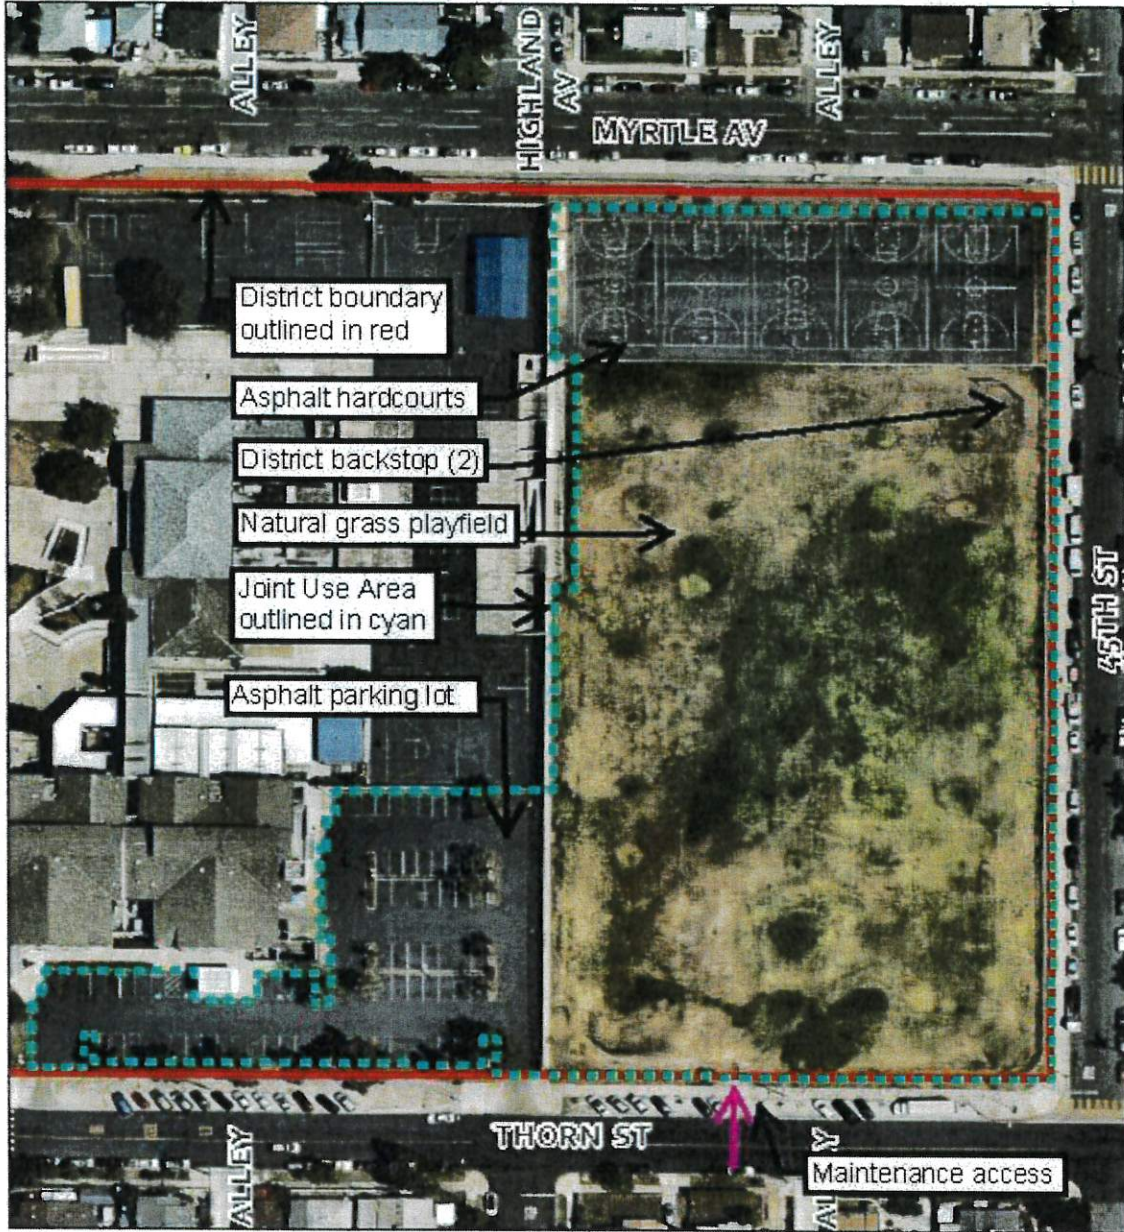 ALLEY
HIGHLAND
AV
ALLEY
MYRTLE AV
District boundary
outlined in red
Asphalt hardcourts
District backstop (2)
Natural grass playfield
Joint Use Area
outlined in cyan
Asphalt parking lot
45TH ST
THORN ST
ALLEY
Maintenance access